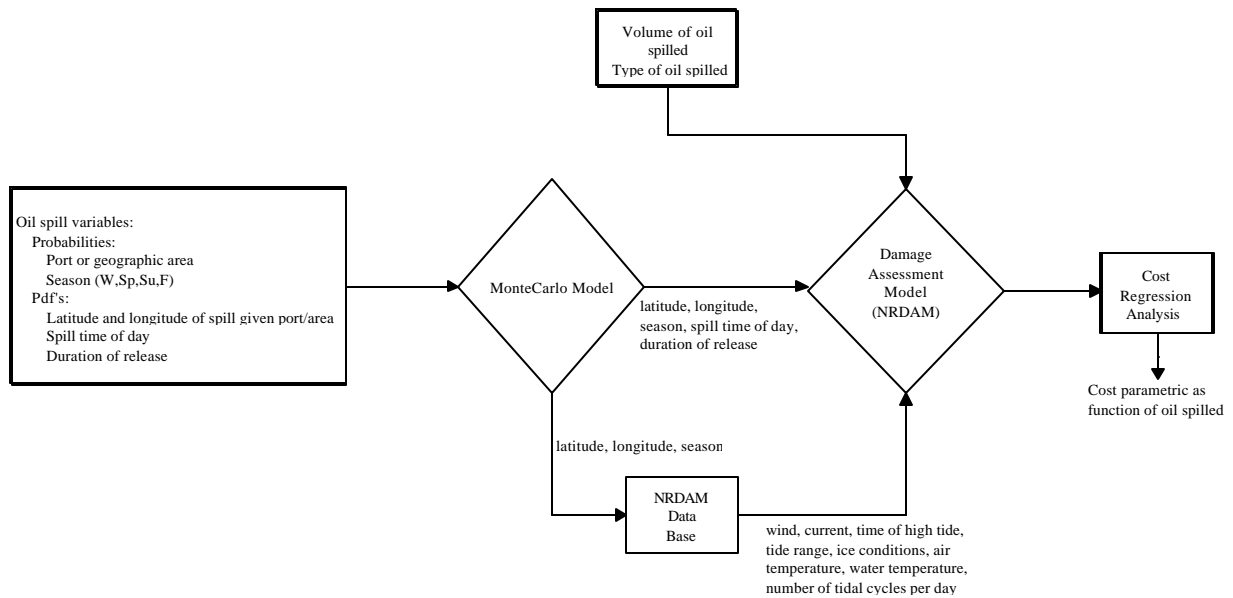 Volume of oil
spilled
Type of oil spilled
Oil spill variables:
Probabilities:
Port or geographic area
Season (W,Sp,Su,F)
Pdf's:
Latitude and longitude of spill given port/area
Spill time of day
Duration of release
MonteCarlo Model
latitude, longitude,
season, spill time of day,
duration of release
Damage
Assessment
Model
(NRDAM)
Cost
Regression
Analysis
Cost parametric as
function of oil spilled
latitude, longitude, season
NRDAM
Data
Base
wind, current, time of high tide,
tide range, ice conditions, air
temperature, water temperature,
number of tidal cycles per day